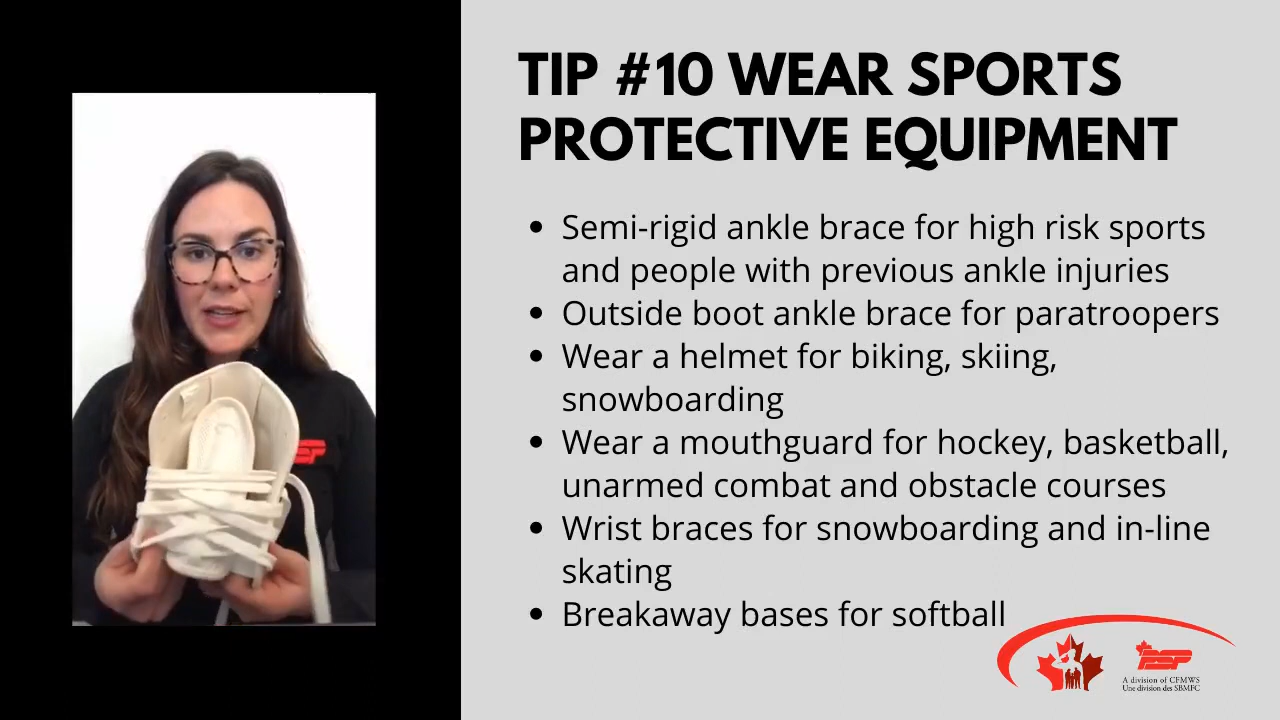 TIP #10 WEAR SPORTS
PROTECTIVE EQUIPMENT
• Semi-rigid ankle brace for high risk sports
and people with previous ankle injuries
• Outside boot ankle brace for paratroopers
• Wear a helmet for biking, skiing,
snowboarding
• Wear a mouthguard for hockey, basketball,
unarmed combat and obstacle courses
• Wrist braces for snowboarding and in-line
skating
• Breakaway bases for softball
PSP
A division of CFMWS
Une division des SBMFC